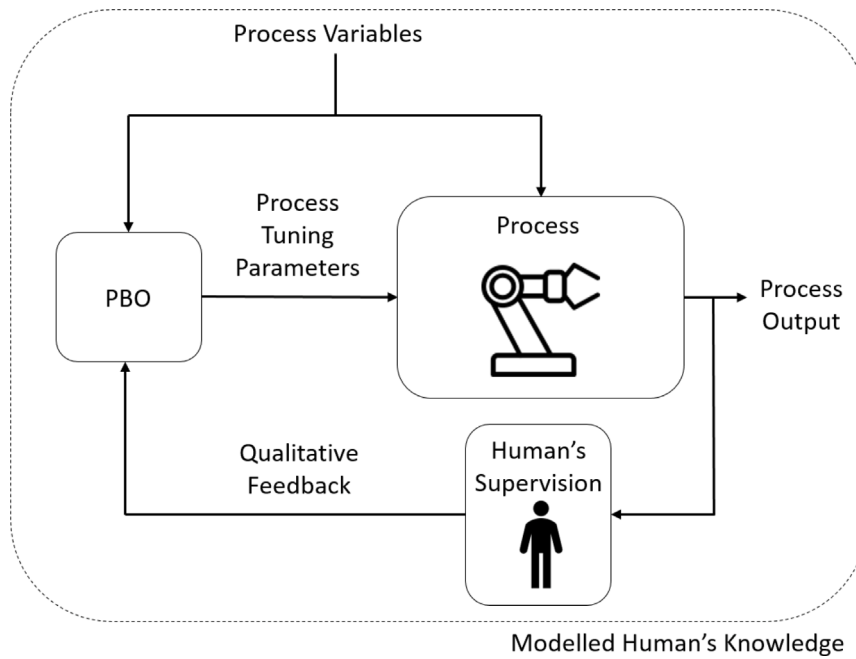 Process Variables
Process
Tuning
Parameters
Process
PBO
Process
Output
Qualitative
Feedback
Human's
Supervision
Modelled Human's Knowledge